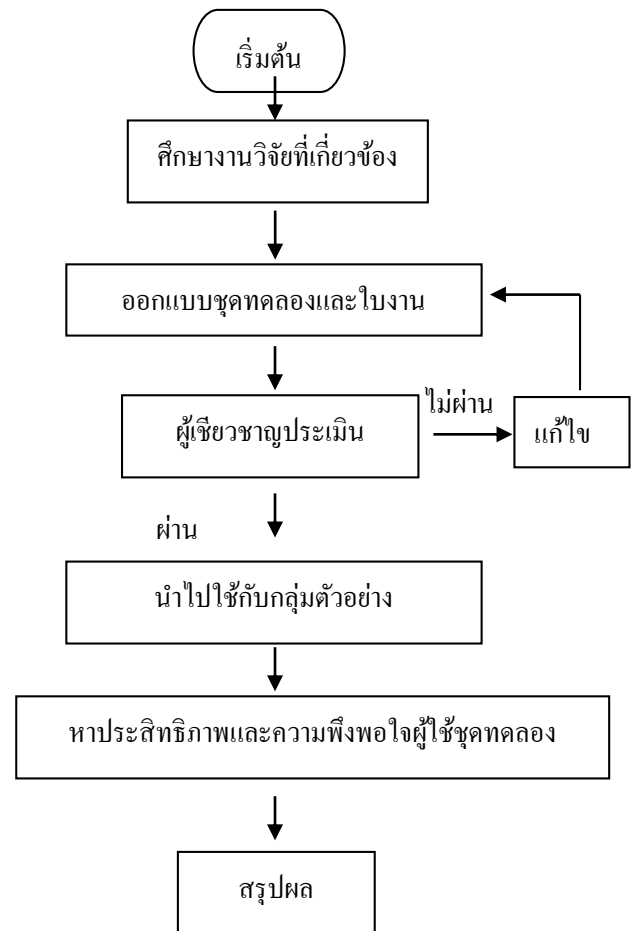 เริ่มต้น
ศึกษางานวิจัยที่เกี่ยวข้อง
ออกแบบชุดทดลองและใบงาน
ไม่ผ่าน
ผู้เชียวชาญประเมิน
แก้ไข
ผ่าน
นำไปใช้กับกลุ่มตัวอย่าง
หาประสิทธิภาพและความพึงพอใจผู้ใช้ชุดทดลอง
สรุปผล